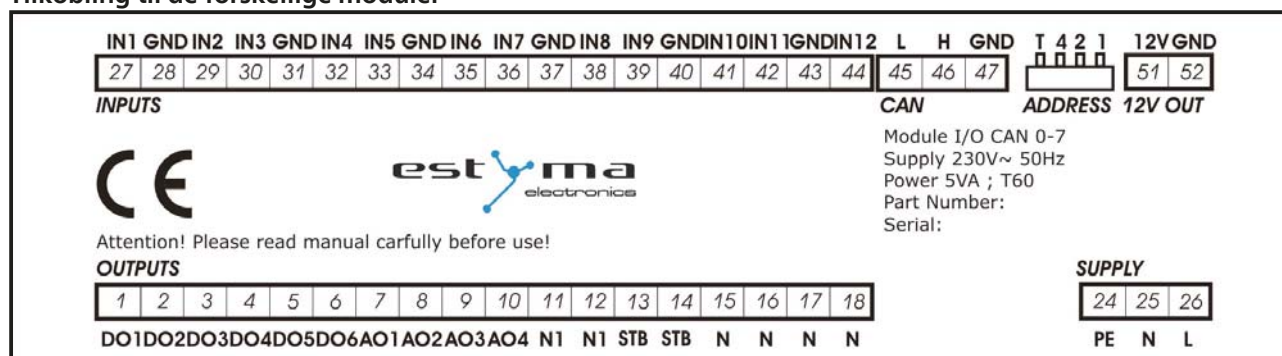 Tilkobling til de forskellige moduler
IN1 GND IN2 IN3 GND IN4 IN5 GND IN6 IN7 GND IN8 IN9 GND IN10 IN11 GND IN12 L H GND T 4 2 1 12V GND
27 28 29 30 31 32 33 34 35 36 37 38 39 40 41 42 43 44 45 46 47 51 52
INPUTS CAN ADDRESS 12V OUT
Module I/O CAN 0-7
Supply 230V~ 50Hz
Power 5VA ; T60
Part Number:
Serial:
CE
estyma
electronics
Attention! Please read manual carfully before use!
OUTPUTS SUPPLY
1 2 3 4 5 6 7 8 9 10 11 12 13 14 15 16 17 18 24 25 26
DO1 DO2 DO3 DO4 DO5 DO6 AO1 AO2 AO3 AO4 N1 N1 STB STB N N N N PE N L